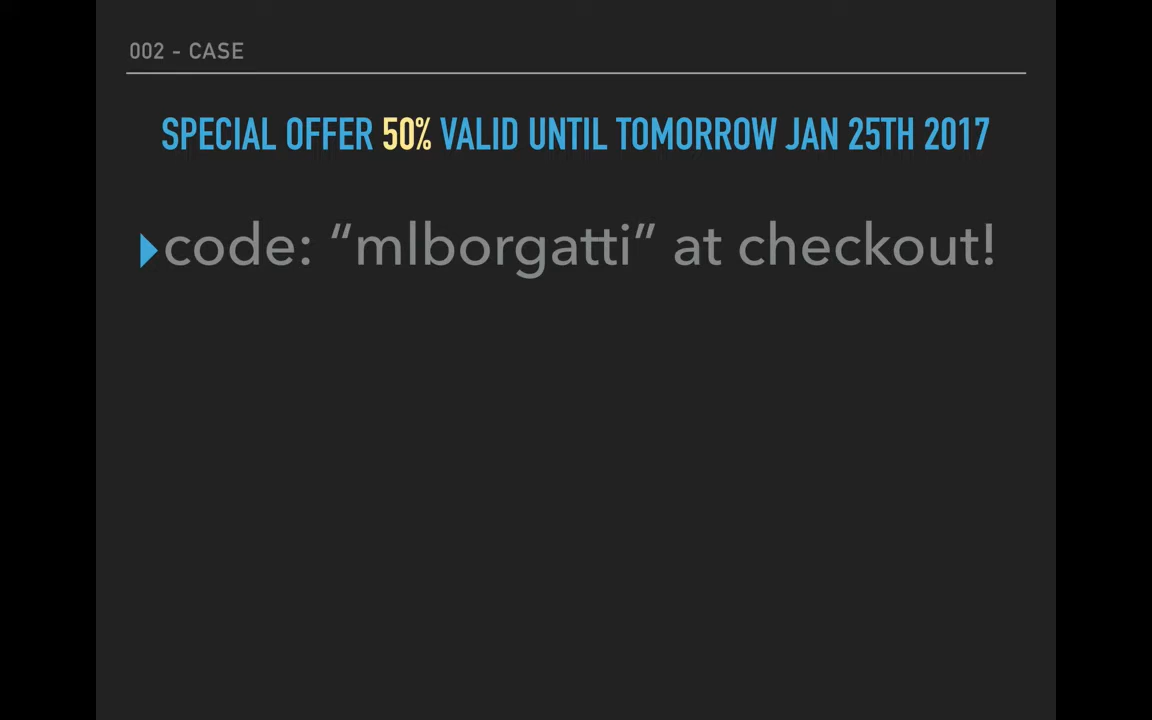 002 - CASE
SPECIAL OFFER 50% VALID UNTIL TOMORROW JAN 25TH 2017
code: “mlborgatti” at checkout!